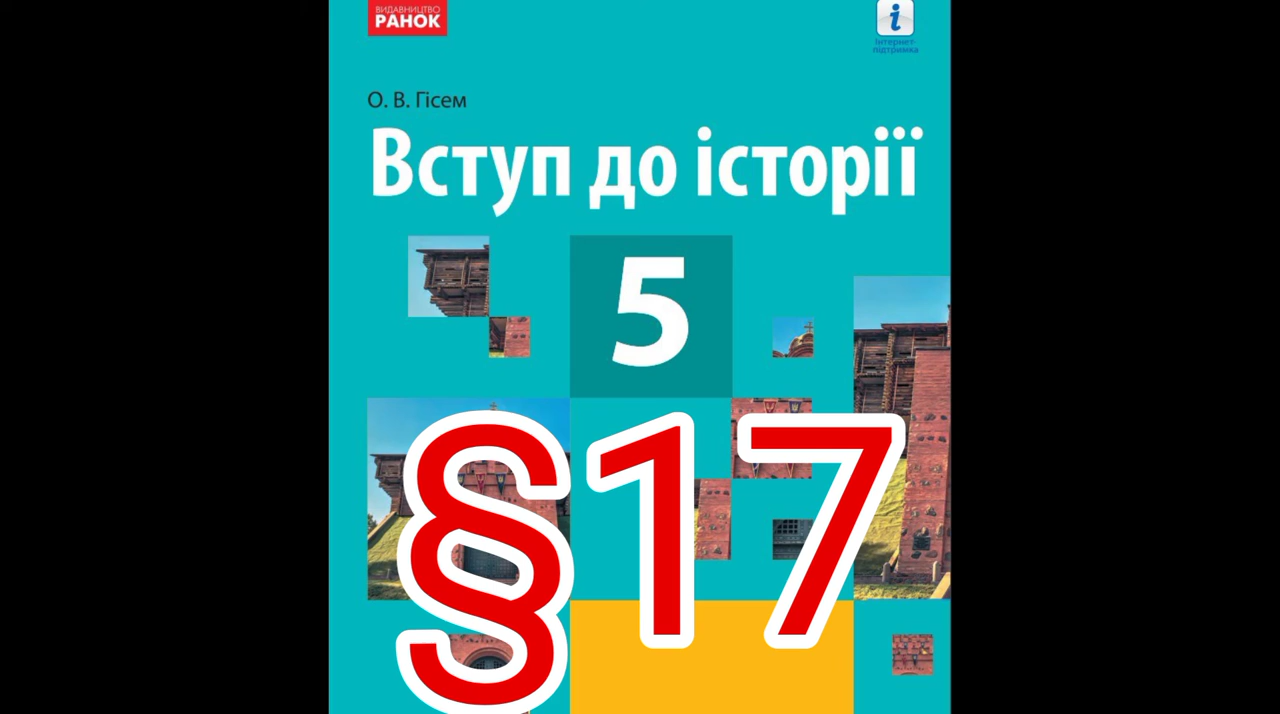 ВИДАВНИЦТВО
РАНОК
Інтернет-
підтримка
О. В. Гісем
Вступ до історії
5
§17